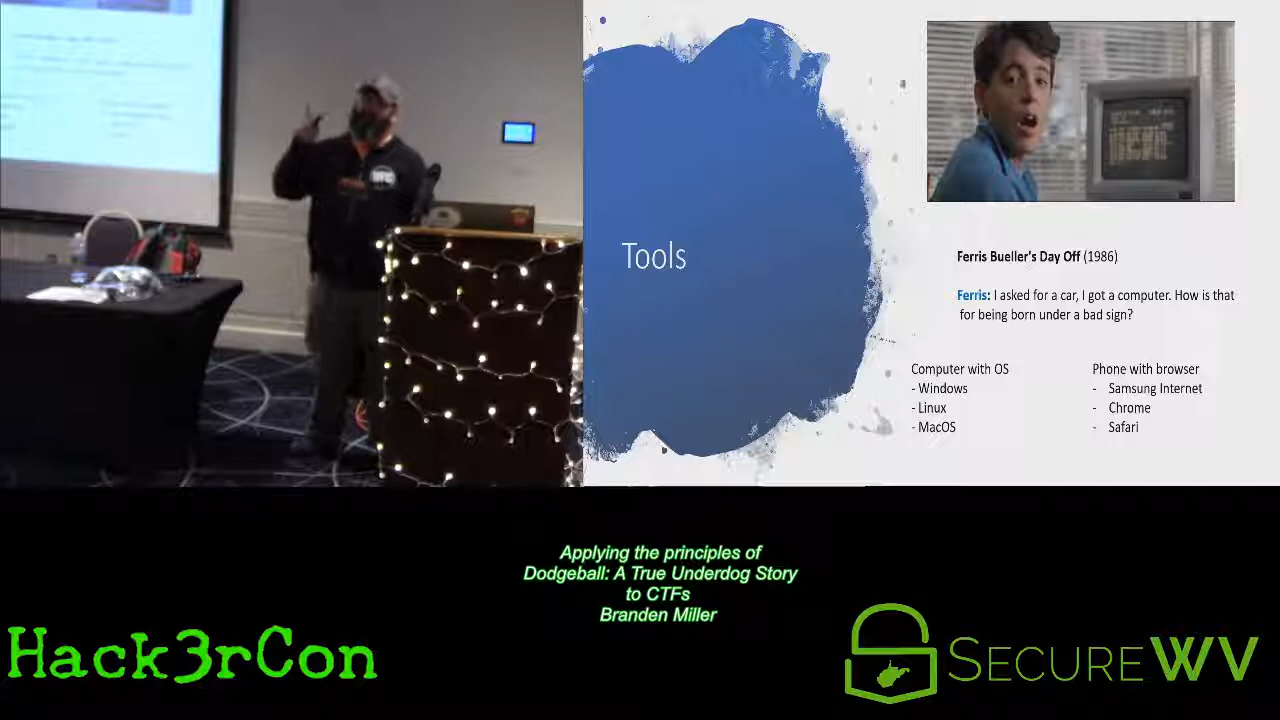 Tools
Ferris Bueller's Day Off (1986)
Ferris: I asked for a car, I got a computer. How is that
for being born under a bad sign?
Computer with OS
- Windows
- Linux
- MacOS
Phone with browser
- Samsung Internet
- Chrome
- Safari
Applying the principles of
Dodgeball: A True Underdog Story
to CTFs
Branden Miller
Hack3rCon
SECUREWV